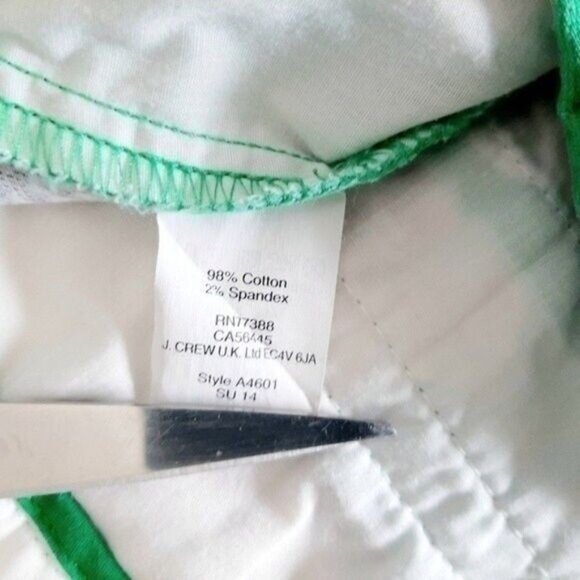 98% Cotton
2% Spandex
RN77388
CA56445
J. CREW U.K. Ltd EC4V 6JA
Style A4601
SU 14